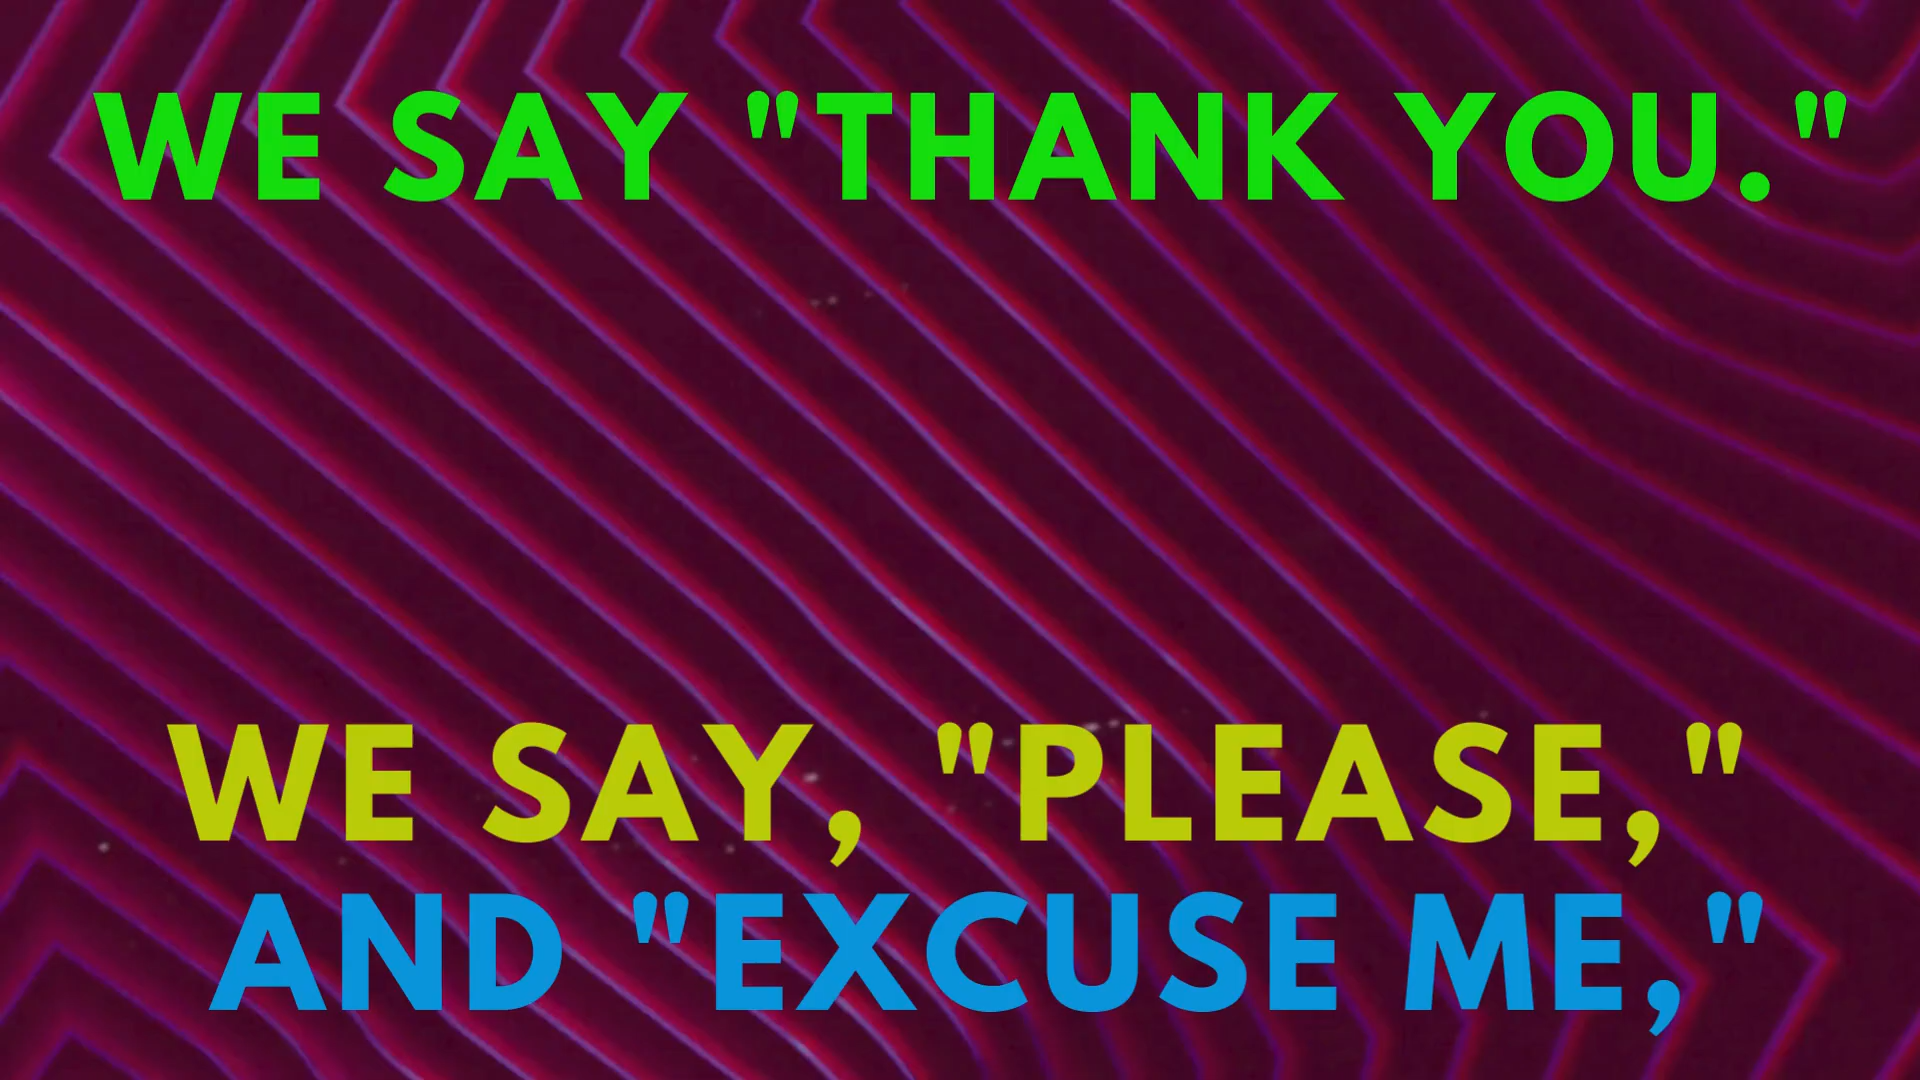 WE SAY "THANK YOU."
WE SAY, "PLEASE,"
AND "EXCUSE ME,"